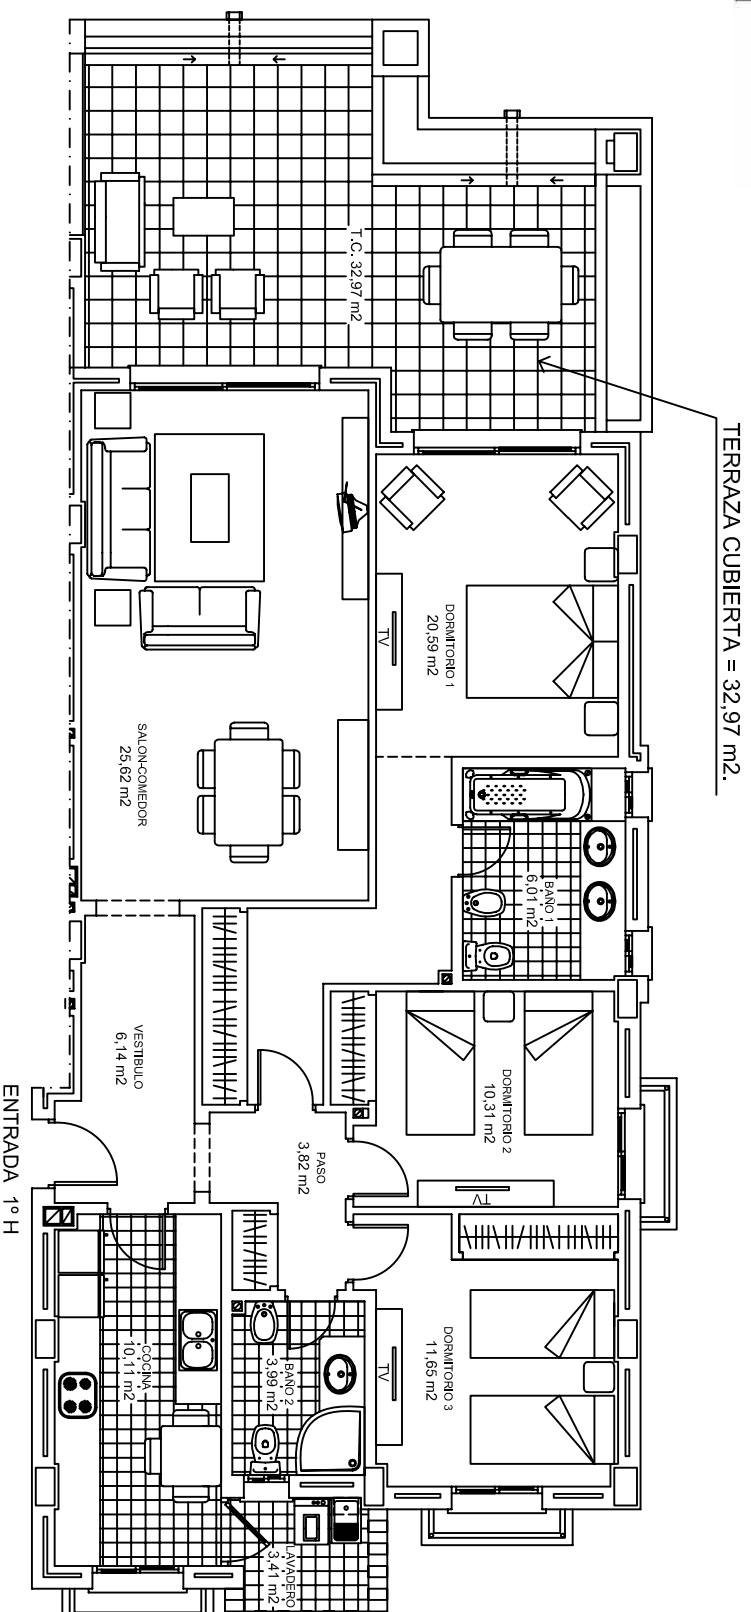 TERRAZA CUBIERTA = 32,97 m2.
T.C. 32,97 m2
DORMITORIO 1
20,59 m2
TV
SALON-COMEDOR
25,62 m2
BAÑO 1
6,01 m2
VESTIBULO
6,14 m2
DORMITORIO 2
10,31 m2
TV
PASO
3,82 m2
ENTRADA 1º H
DORMITORIO 3
11,65 m2
TV
BAÑO 2
3,99 m2
COCINA
10,11 m2
LAVADERO
3,41 m2